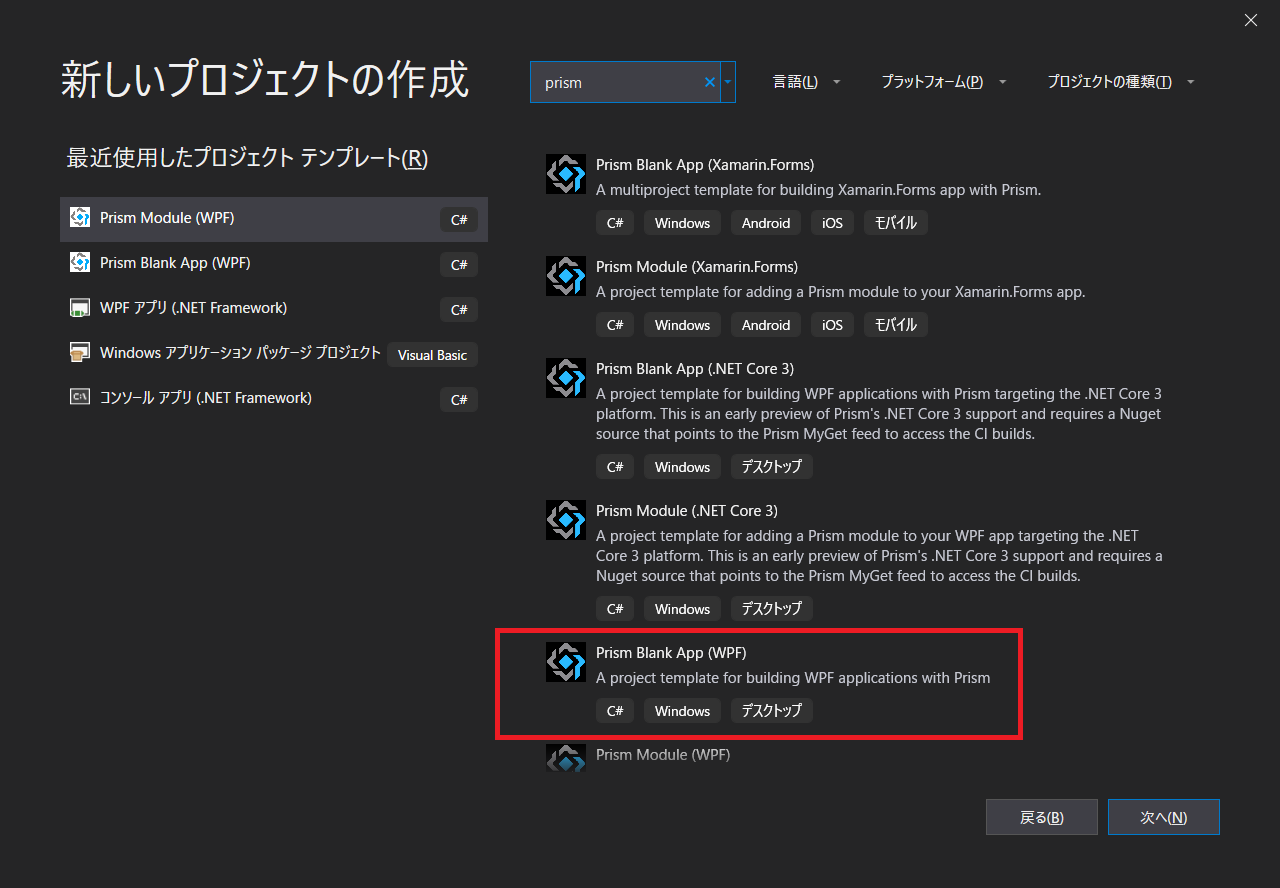 新しいプロジェクトの作成
prism
言語(L)
プラットフォーム(P)
プロジェクトの種類(T)
最近使用したプロジェクト テンプレート(R)
Prism Module (WPF)
C#
Prism Blank App (WPF)
C#
WPF アプリ (.NET Framework)
C#
Windows アプリケーション パッケージ プロジェクト
Visual Basic
コンソール アプリ (.NET Framework)
C#
Prism Blank App (Xamarin.Forms)
A multiproject template for building Xamarin.Forms app with Prism.
C# Windows Android iOS モバイル
Prism Module (Xamarin.Forms)
A project template for adding a Prism module to your Xamarin.Forms app.
C# Windows Android iOS モバイル
Prism Blank App (.NET Core 3)
A project template for building WPF applications with Prism targeting the .NET Core 3
platform. This is an early preview of Prism's .NET Core 3 support and requires a Nuget
source that points to the Prism MyGet feed to access the CI builds.
C# Windows デスクトップ
Prism Module (.NET Core 3)
A project template for adding a Prism module to your WPF app targeting the .NET
Core 3 platform. This is an early preview of Prism's .NET Core 3 support and requires a
Nuget source that points to the Prism MyGet feed to access the CI builds.
C# Windows デスクトップ
Prism Blank App (WPF)
A project template for building WPF applications with Prism
C# Windows デスクトップ
Prism Module (WPF)
戻る(B)
次へ(N)